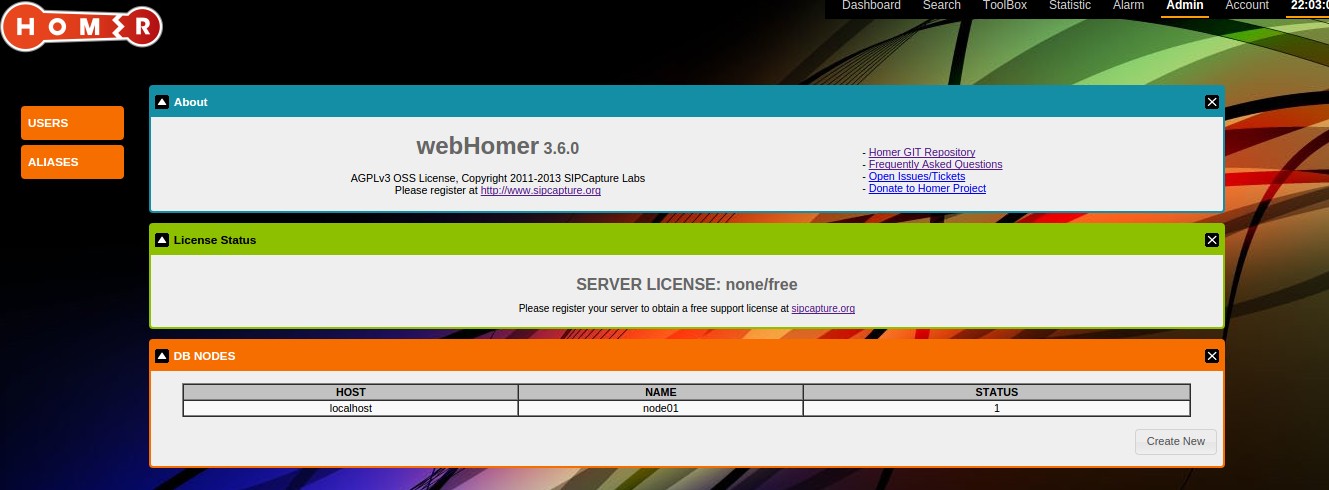 HOMER
Dashboard Search ToolBox Statistic Alarm Admin Account 22:03:0
USERS
ALIASES
About
webHomer 3.6.0
AGPLv3 OSS License, Copyright 2011-2013 SIPCapture Labs
Please register at http://www.sipcapture.org
- Homer GIT Repository
- Frequently Asked Questions
- Open Issues/Tickets
- Donate to Homer Project
License Status
SERVER LICENSE: none/free
Please register your server to obtain a free support license at sipcapture.org
DB NODES
HOST NAME STATUS
localhost node01 1
Create New